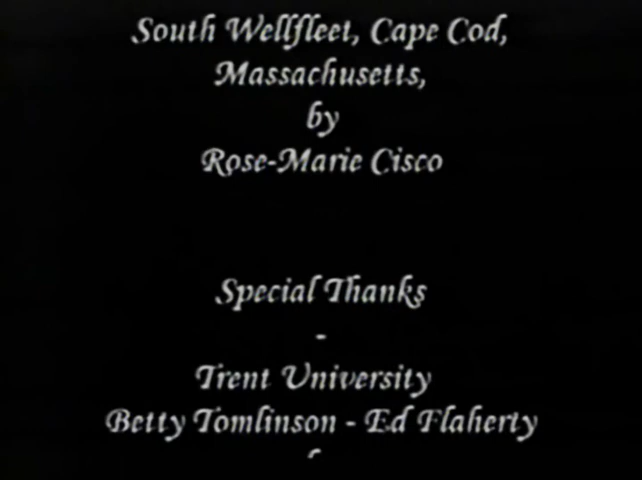 South Wellfleet, Cape Cod,
Massachusetts,
by
Rose-Marie Cisco
Special Thanks
-
Trent University
Betty Tomlinson - Ed Flaherty